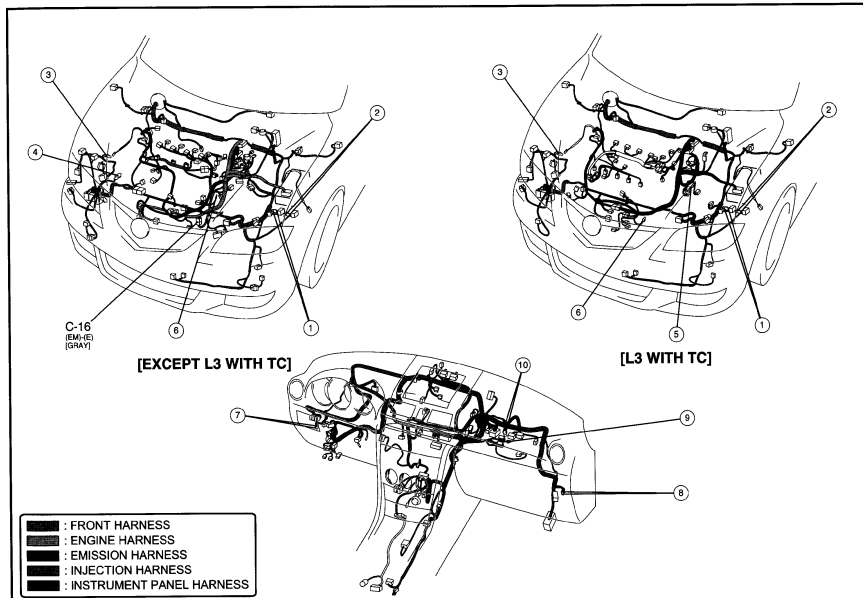 3
2
4
C-16
(EM)-(E)
[GRAY]
6
1
[EXCEPT L3 WITH TC]
3
2
6
5
1
[L3 WITH TC]
10
7
9
8
: FRONT HARNESS
: ENGINE HARNESS
: EMISSION HARNESS
: INJECTION HARNESS
: INSTRUMENT PANEL HARNESS